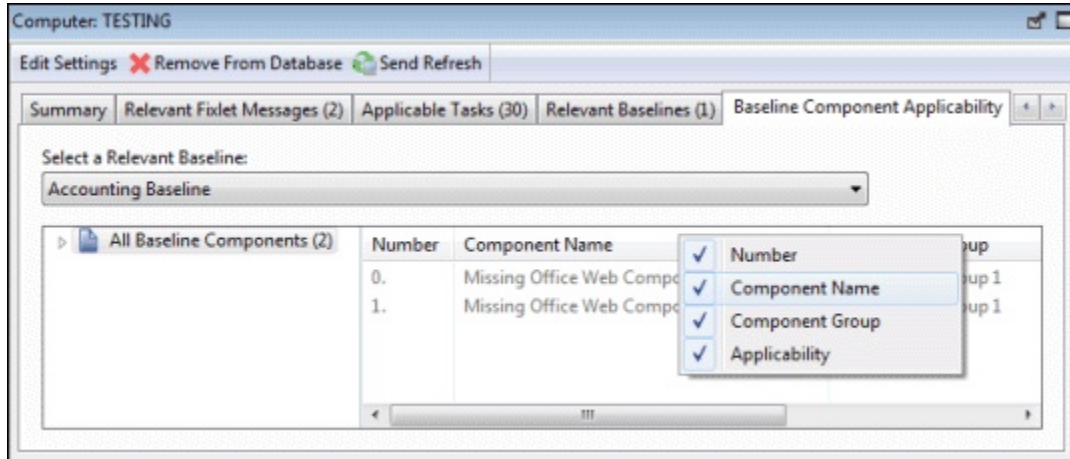 Computer: TESTING
Edit Settings Remove From Database Send Refresh
Summary Relevant Fixlet Messages (2) Applicable Tasks (30) Relevant Baselines (1) Baseline Component Applicability
Select a Relevant Baseline:
Accounting Baseline
All Baseline Components (2)
Number Component Name
0. Missing Office Web
1. Missing Office Web
Number
Component Name
Component Group
Applicability